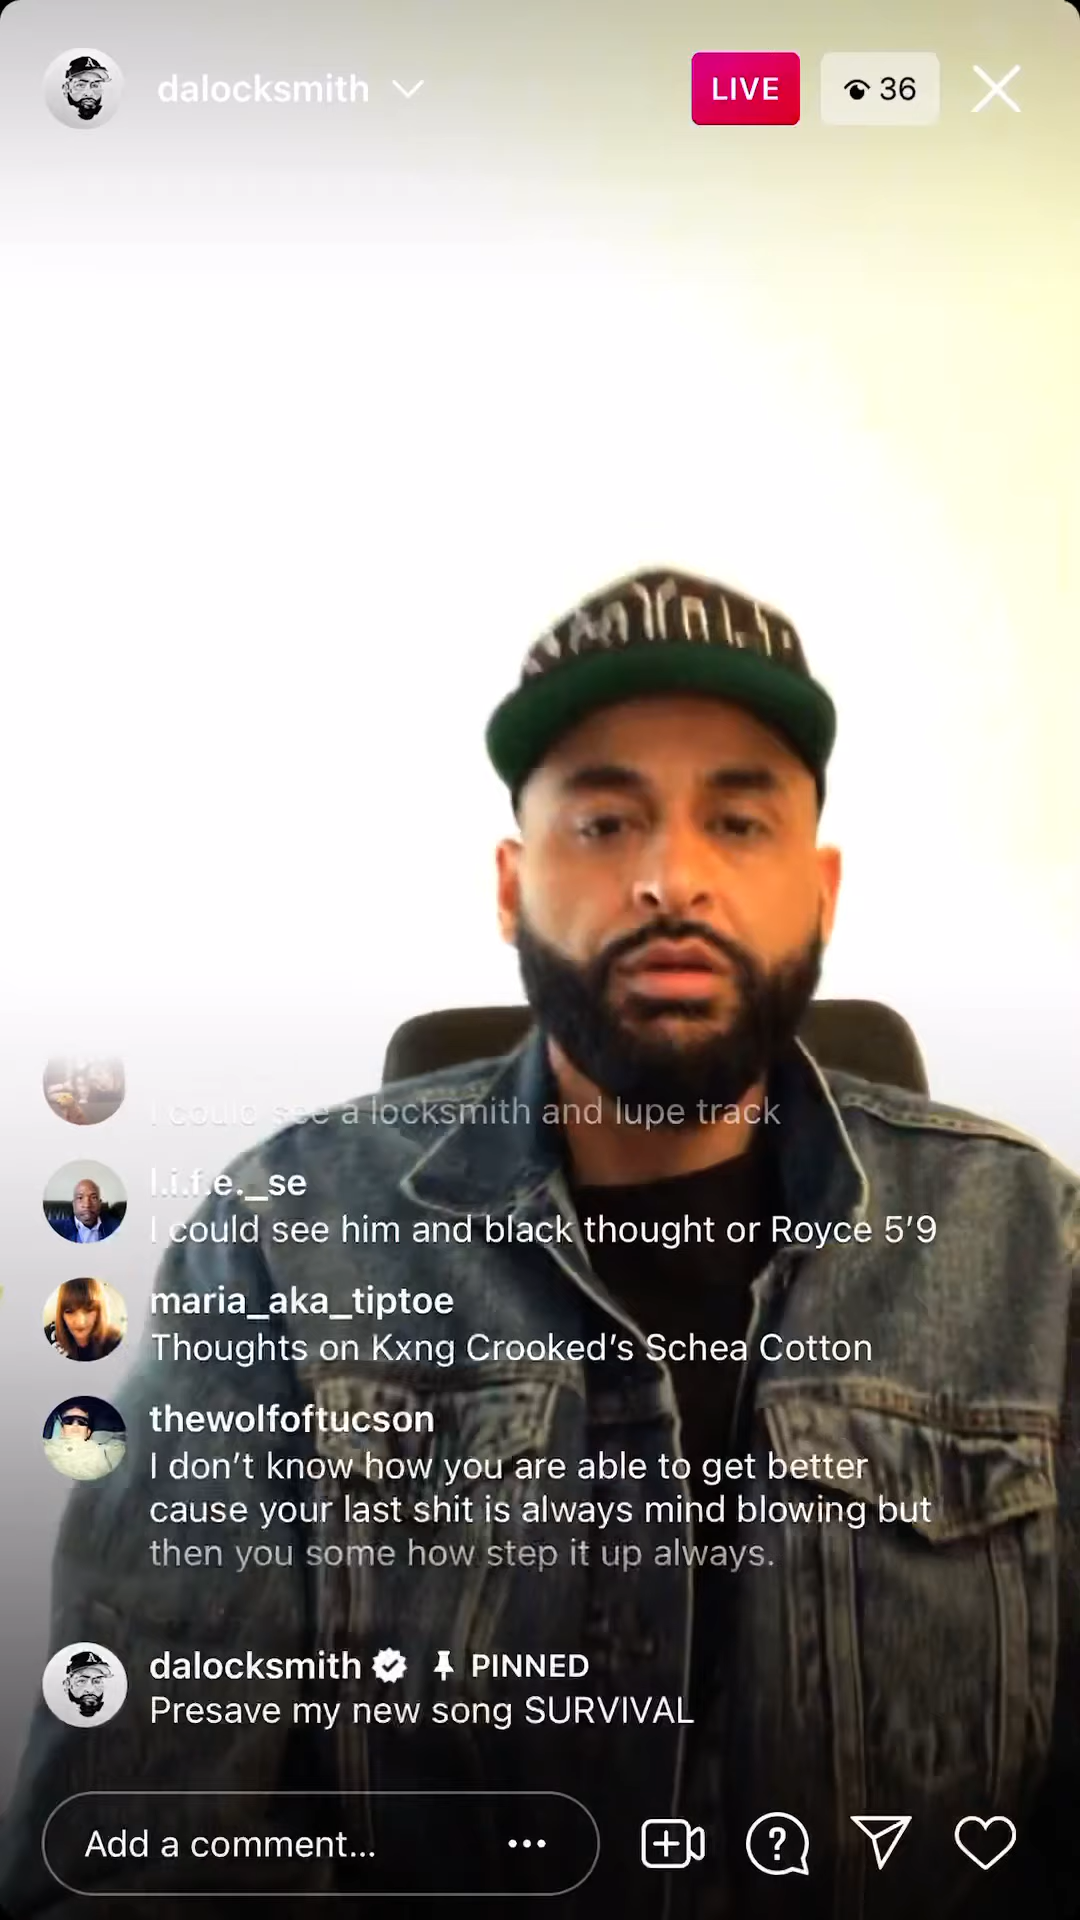 dalocksmith
LIVE
36
I could see a locksmith and lupe track
l.i.f.e._se
I could see him and black thought or Royce 5'9
maria_aka_tiptoe
Thoughts on Kxng Crooked's Schea Cotton
thewolfoftucson
I don't know how you are able to get better
cause your last shit is always mind blowing but
then you some how step it up always.
dalocksmith PINNED
Presave my new song SURVIVAL
Add a comment...